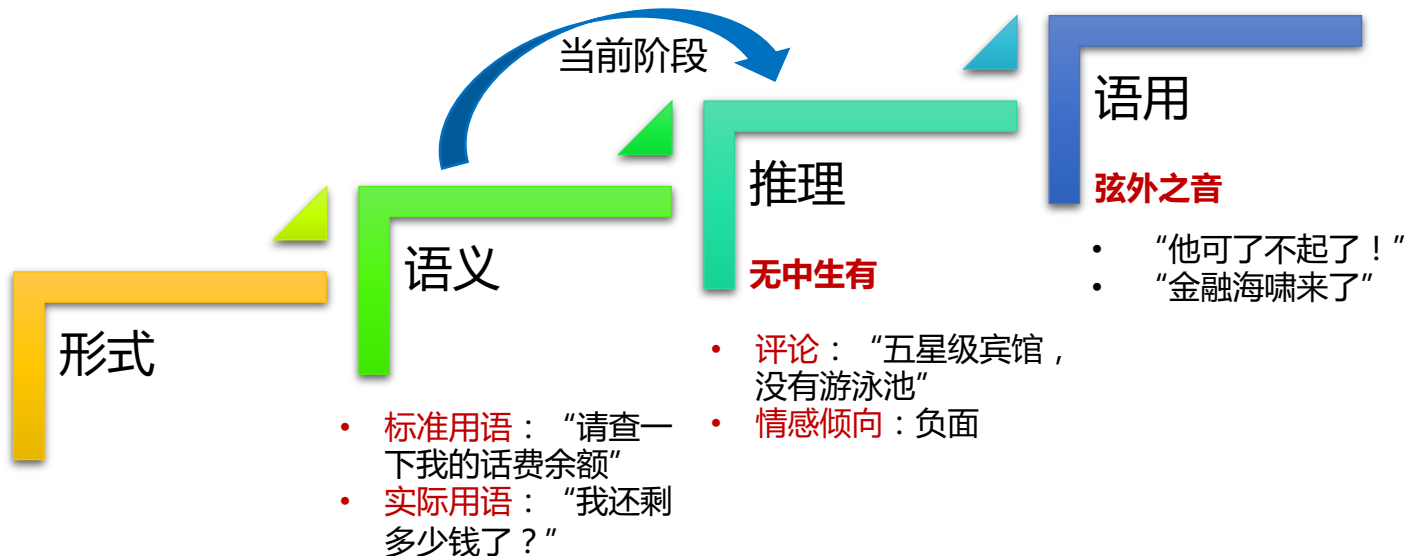 当前阶段
形式
语义
• 标准用语：“请查一
下我的话费余额”
• 实际用语：“我还剩
多少钱了？”
推理
无中生有
• 评论：“五星级宾馆，
没有游泳池”
• 情感倾向：负面
语用
弦外之音
• “他可了不起了！”
• “金融海啸来了”